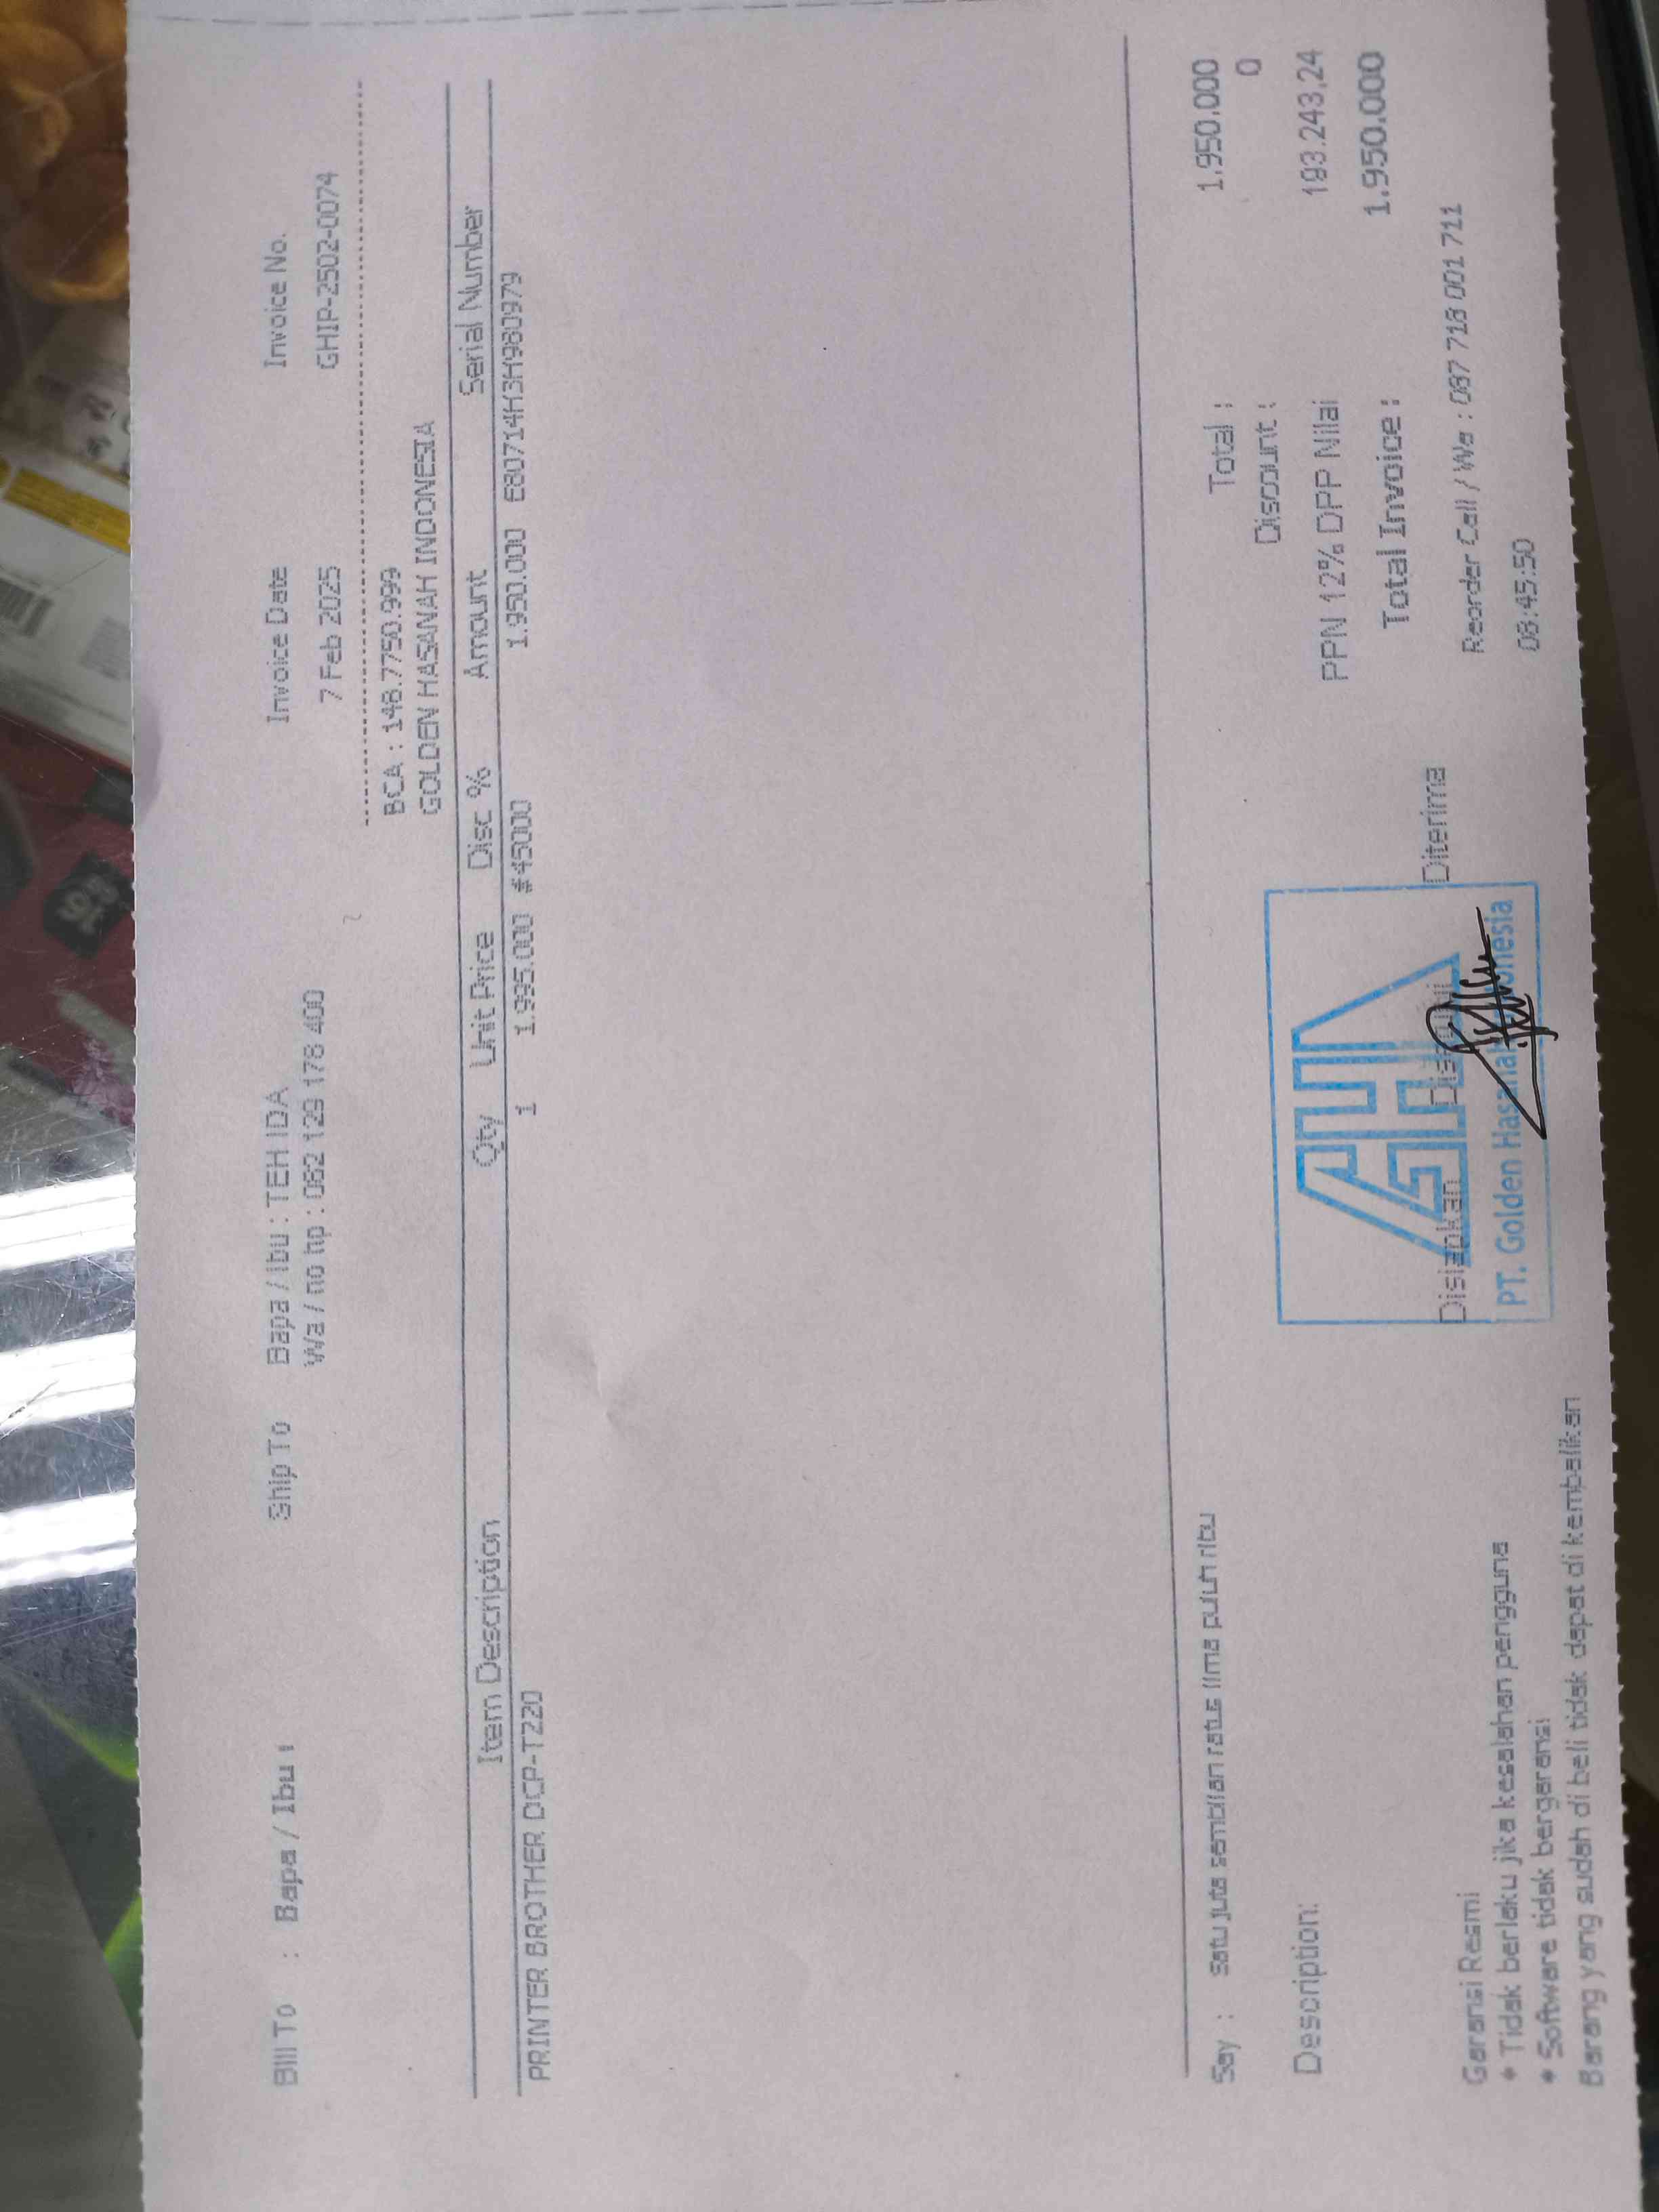 Bill To : Bapa / Ibu :
Ship To Bapa / Ibu : TEH IDA
Wa / no hp : 082 129 178 400
Invoice Date Invoice No.
7 Feb 2025 GHIP-2502-0074
BCA : 148.7750.999
GOLDEN HASANAH INDONESIA
Item Description Qty Unit Price Disc % Amount Serial Number
PRINTER BROTHER DCP-T220 1 1.995.000 #45000 1.950.000 E80714H3H980979
Say : satu juta sembilan ratus lima puluh ribu
Total : 1.950.000
Discount : 0
PPN 12% DPP Nilai 193.243,24
Total Invoice : 1.950.000
Description:
Disiapkan Diterima
PT. Golden Hasanah Indonesia
Reorder Call / Wa : 087 718 001 711
08:45:50
Garansi Resmi
* Tidak berlaku jika kesalahan pengguna
* Software tidak bergaransi
Barang yang sudah di beli tidak dapat di kembalikan